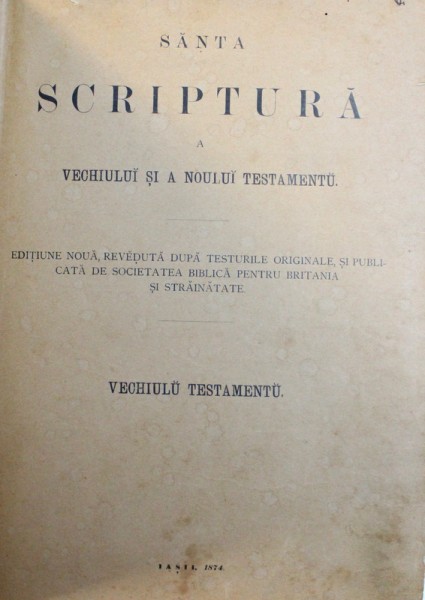 SĂNTA
SCRIPTURĂ
A
VECHIULUĬ ȘI A NOULUĬ TESTAMENTŬ.
EDIȚIUNE NOUĂ, REVĔDUTĂ DUPĂ TESTURILE ORIGINALE, ȘI PUBLI-
CATĂ DE SOCIETATEA BIBLICĂ PENTRU BRITANIA
ȘI STRĂINĂTATE.
VECHIULŬ TESTAMENTŬ.
IAȘII, 1874.